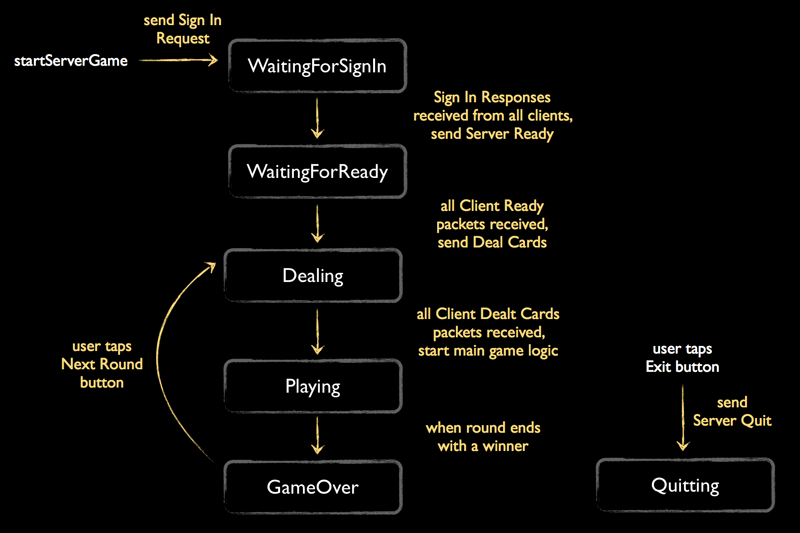 send Sign In
Request
startServerGame
WaitingForSignIn
Sign In Responses
received from all clients,
send Server Ready
WaitingForReady
all Client Ready
packets received,
send Deal Cards
Dealing
all Client Dealt Cards
packets received,
start main game logic
user taps
Next Round
button
Playing
user taps
Exit button
send
Server Quit
when round ends
with a winner
GameOver
Quitting